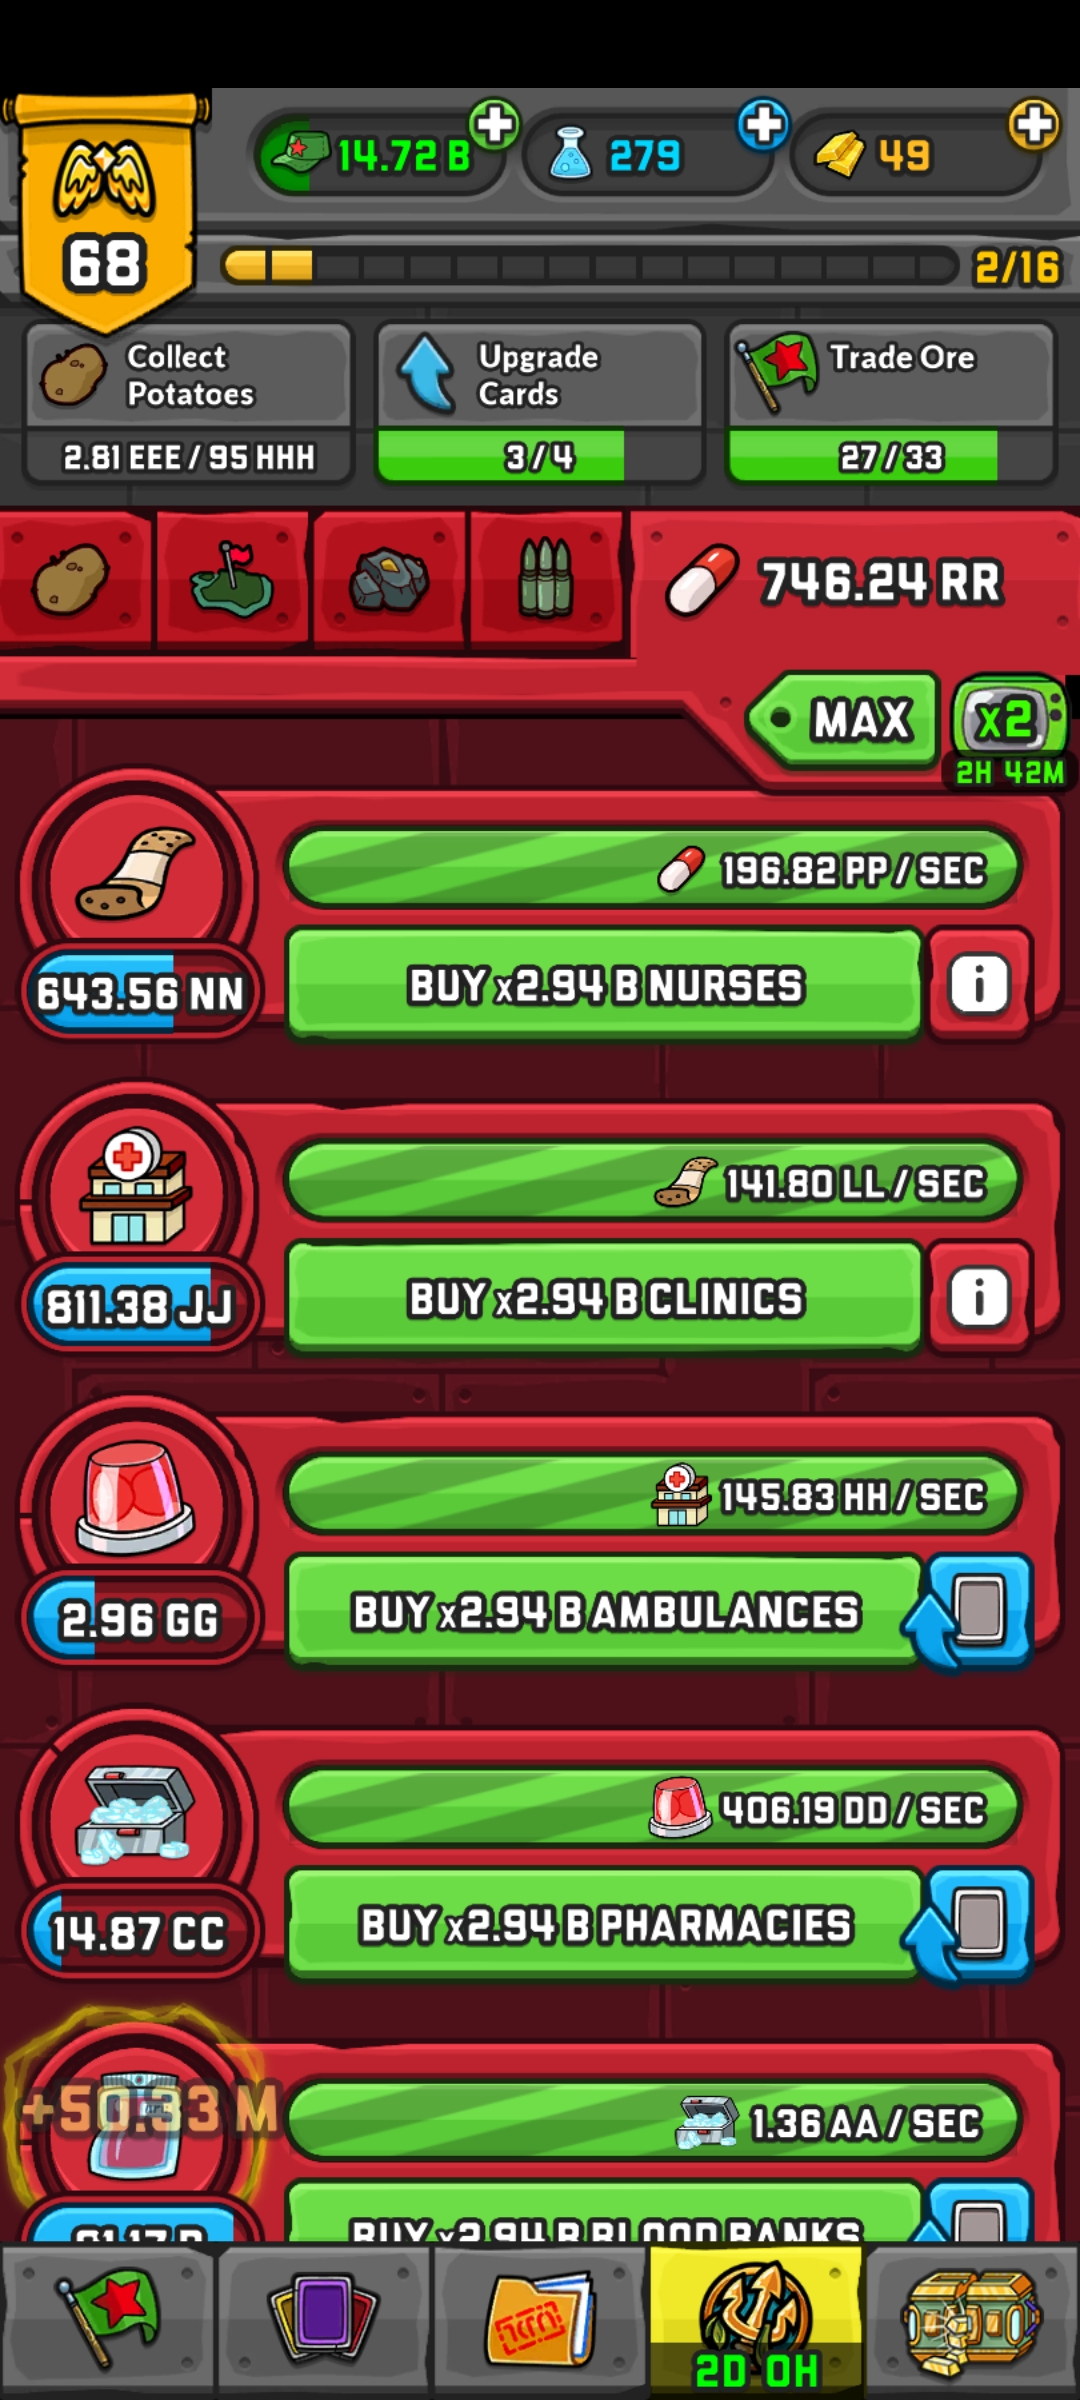 14.72 B
279
49
68
2/16
Collect
Potatoes
Upgrade
Cards
Trade Ore
2.81 EEE / 95 HHH
3 / 4
27 / 33
746.24 RR
MAX
x2
2H 42M
196.82 PP / SEC
643.56 NN
BUY x2.94 B NURSES
i
141.80 LL / SEC
811.38 JJ
BUY x2.94 B CLINICS
i
145.83 HH / SEC
2.96 GG
BUY x2.94 B AMBULANCES
406.19 DD / SEC
14.87 CC
BUY x2.94 B PHARMACIES
+50.33 M
1.36 AA / SEC
BUY x2.94 B BLOOD BANKS
2D 0H